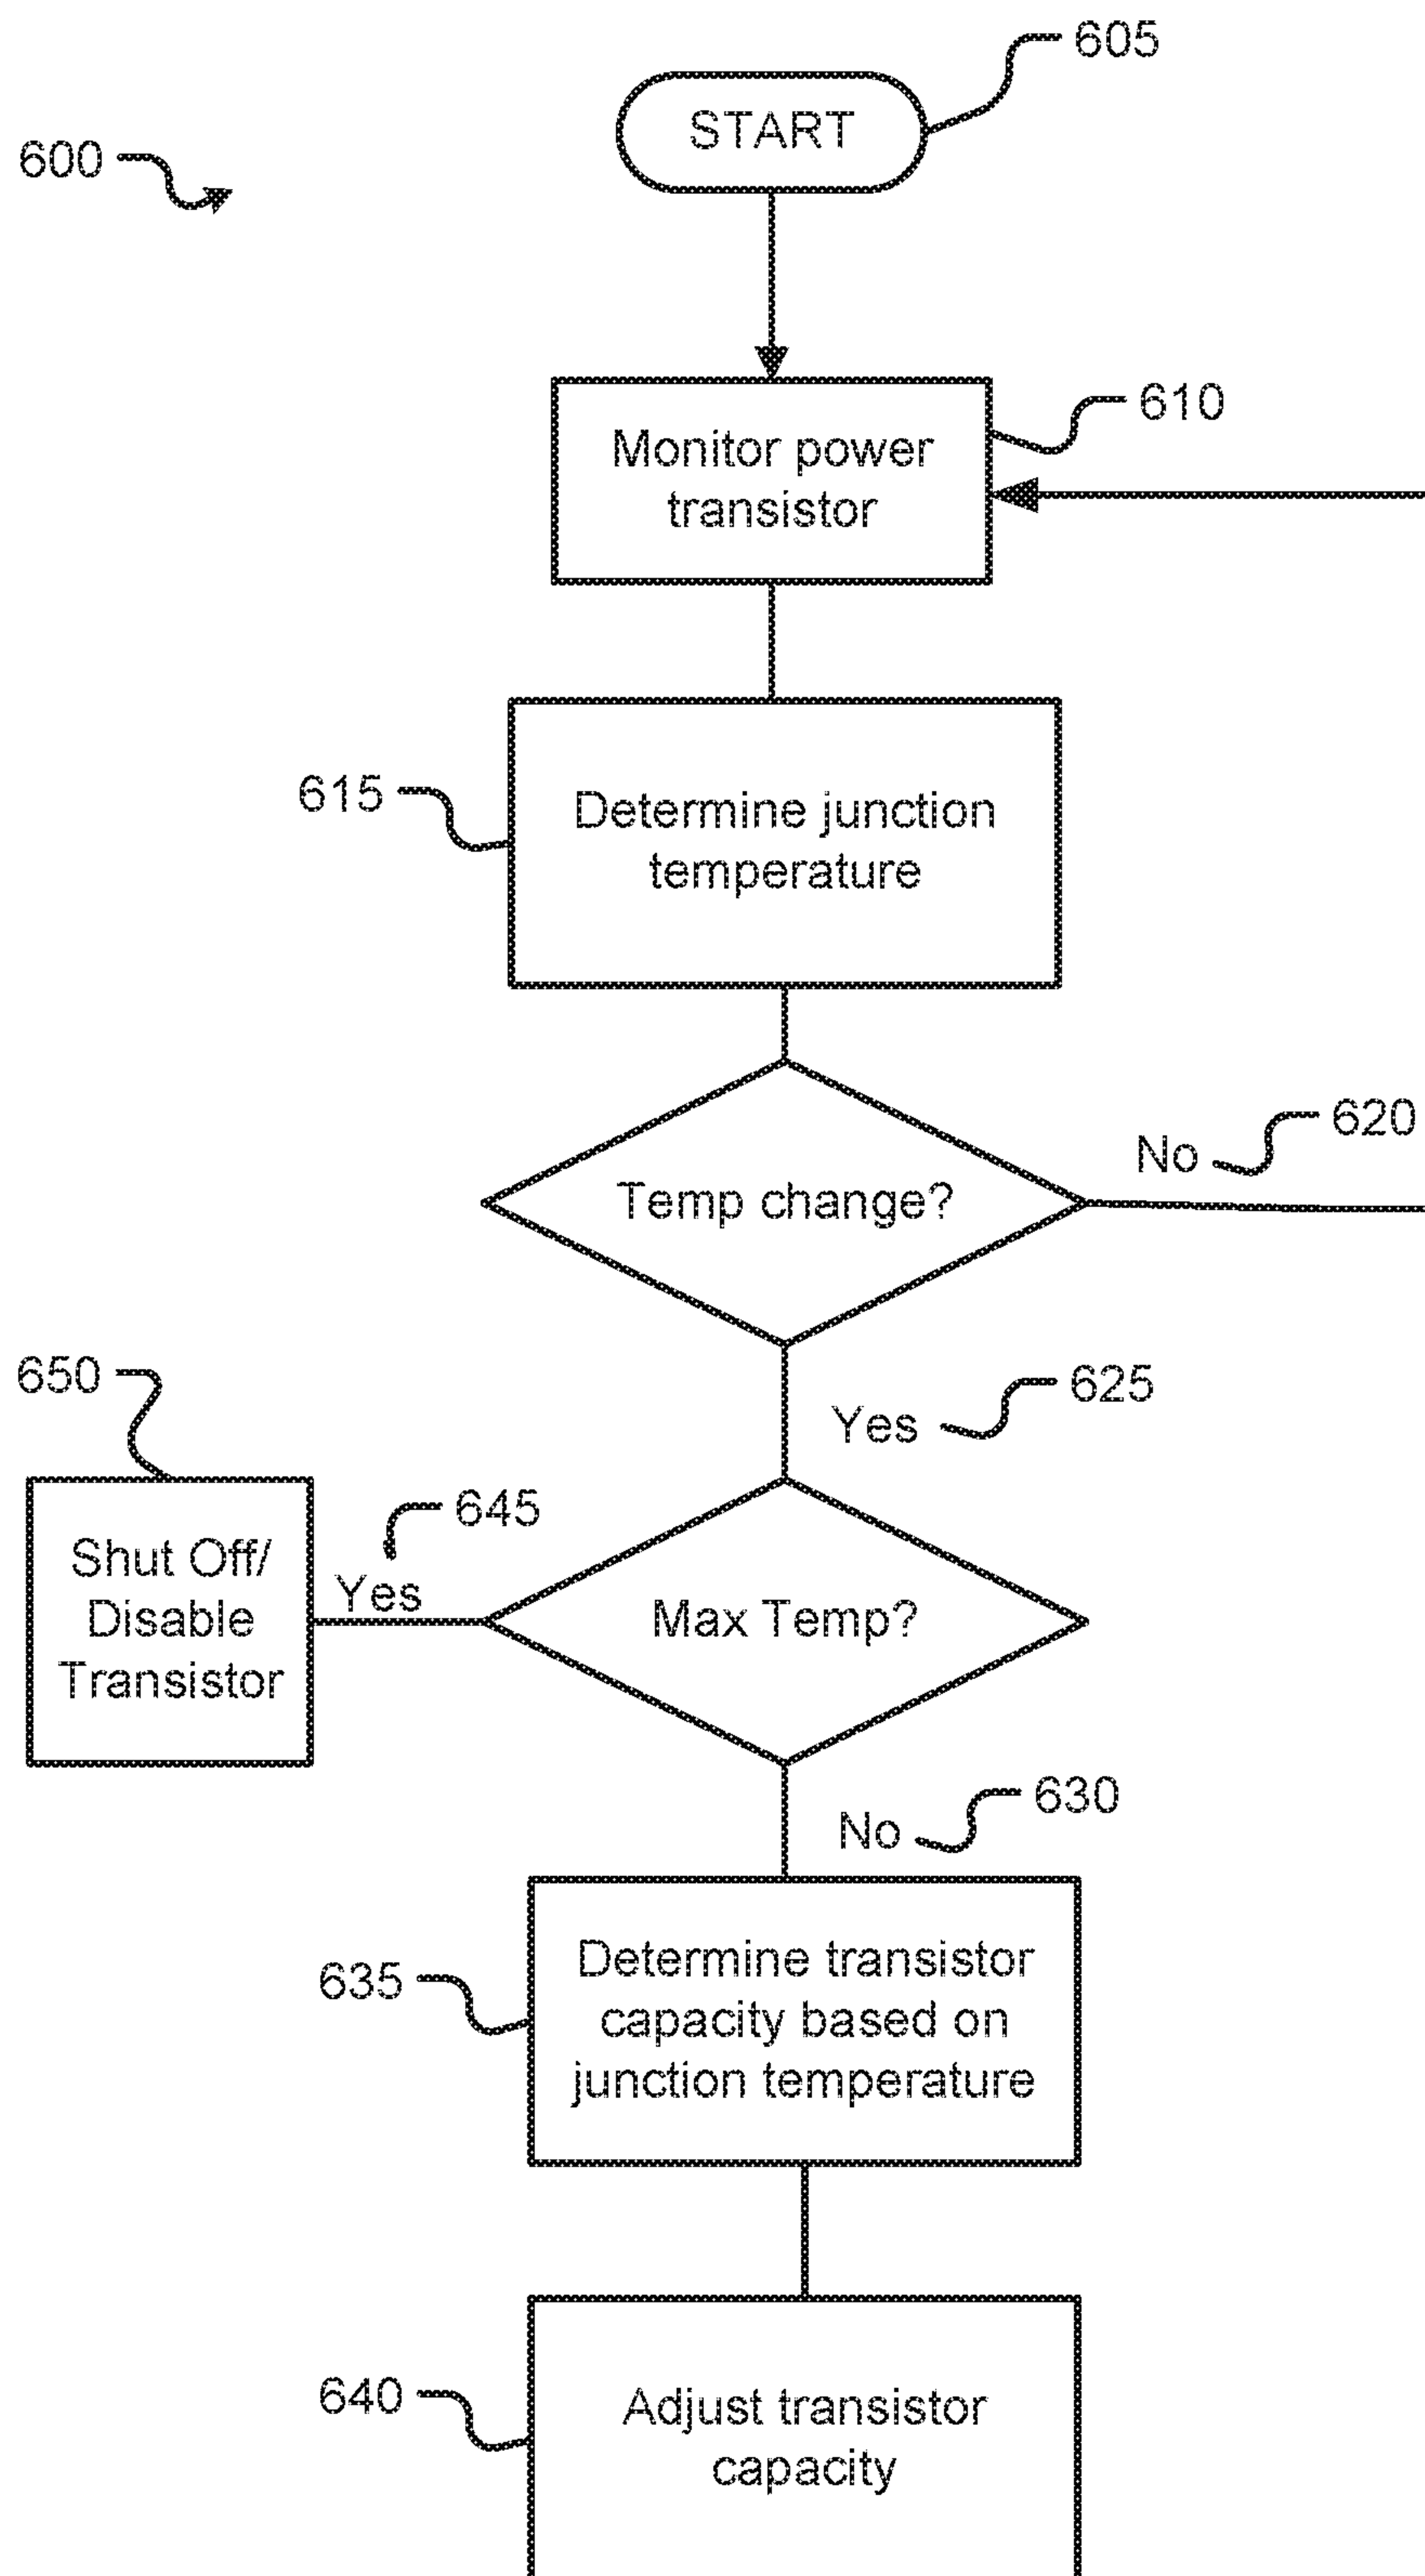 605
START
600
610
Monitor power
transistor
615
Determine junction
temperature
620
No
Temp change?
650
625
Yes
645
Shut Off/
Disable
Transistor
Yes
Max Temp?
630
No
635
Determine transistor
capacity based on
junction temperature
640
Adjust transistor
capacity